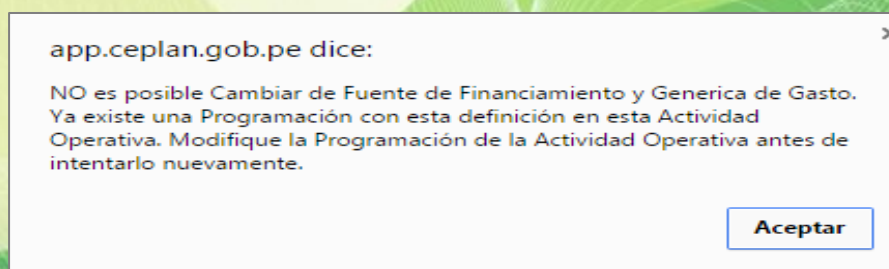 app.ceplan.gob.pe dice:
NO es posible Cambiar de Fuente de Financiamiento y Generica de Gasto.
Ya existe una Programación con esta definición en esta Actividad
Operativa. Modifique la Programación de la Actividad Operativa antes de
intentarlo nuevamente.
Aceptar